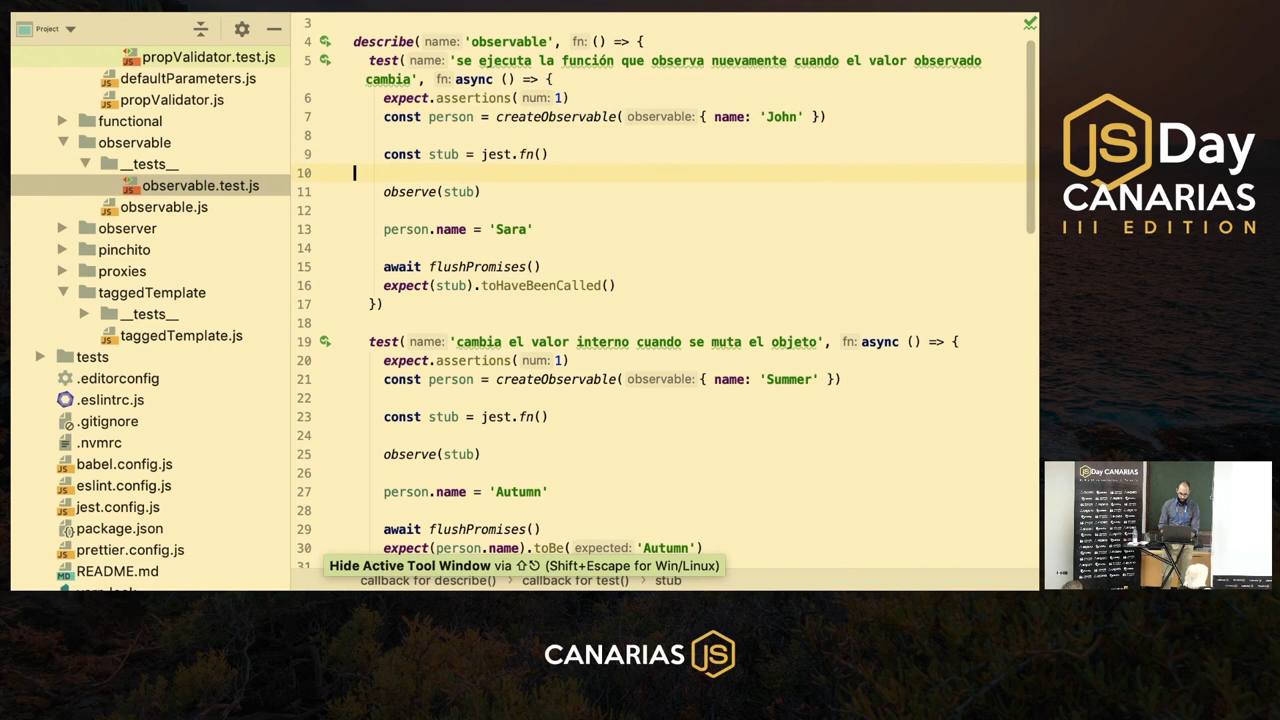 Project
propValidator.test.js
defaultParameters.js
propValidator.js
functional
observable
__tests__
observable.test.js
observable.js
observer
pinchito
proxies
taggedTemplate
__tests__
taggedTemplate.js
tests
.editorconfig
.eslintrc.js
.gitignore
.nvmrc
babel.config.js
eslint.config.js
jest.config.js
package.json
prettier.config.js
README.md
3
4 describe( name: 'observable', fn: () => {
5 test( name: 'se ejecuta la función que observa nuevamente cuando el valor observado
cambia', fn: async () => {
6 expect.assertions( num: 1)
7 const person = createObservable( observable: { name: 'John' })
8
9 const stub = jest.fn()
10
11 observe(stub)
12
13 person.name = 'Sara'
14
15 await flushPromises()
16 expect(stub).toHaveBeenCalled()
17 })
18
19 test( name: 'cambia el valor interno cuando se muta el objeto', fn: async () => {
20 expect.assertions( num: 1)
21 const person = createObservable( observable: { name: 'Summer' })
22
23 const stub = jest.fn()
24
25 observe(stub)
26
27 person.name = 'Autumn'
28
29 await flushPromises()
30 expect(person.name).toBe( expected: 'Autumn')
31
Hide Active Tool Window via ⇧⎋ (Shift+Escape for Win/Linux)
callback for describe() › callback for test() › stub
JS Day
CANARIAS
III EDITION
JSDay CANARIAS
CANARIAS JS